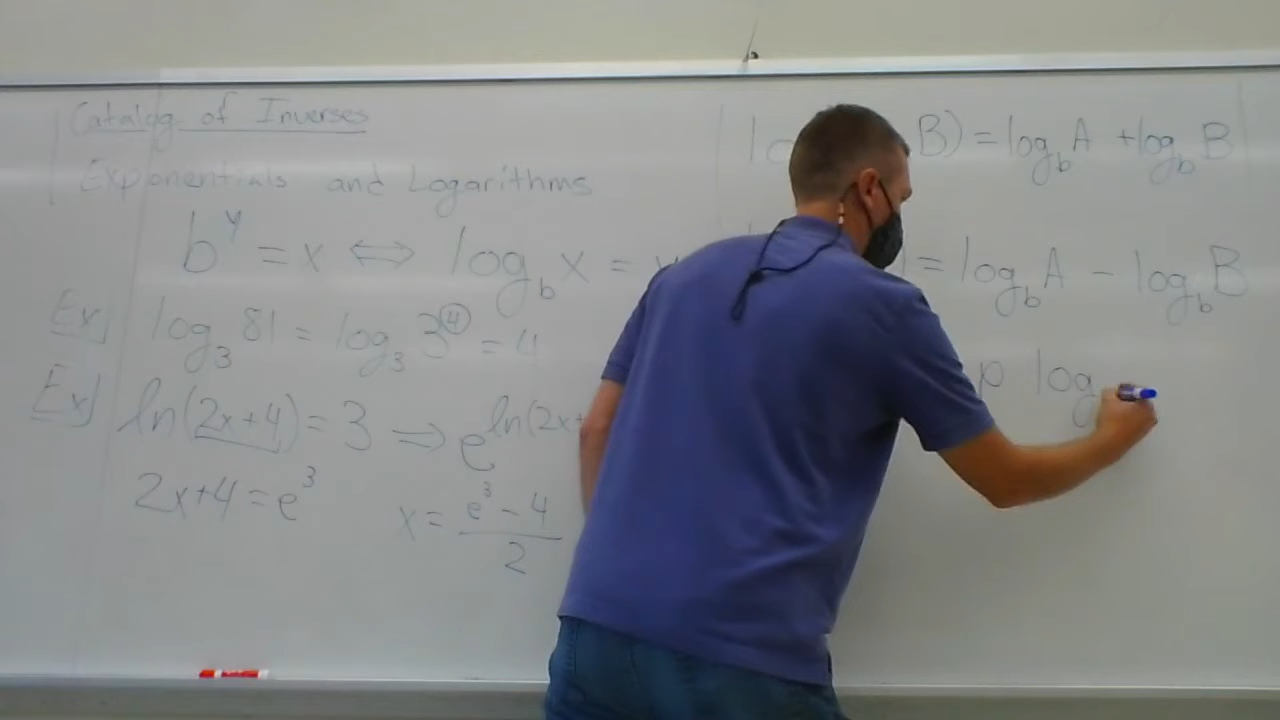 Catalog of Inverses
Exponentials and Logarithms
b^y = x ⟺ log_b x =
Ex] log_3 81 = log_3 3^④ = 4
Ex] ln(2x+4) = 3 ⟹ e^ln(2x+
2x+4 = e^3
x = (e^3 - 4)/2
B) = log_b A + log_b B
= log_b A - log_b B
p log